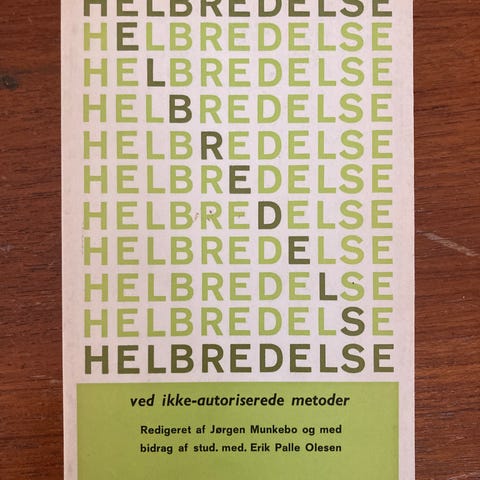 HELBREDELSE
HELBREDELSE
HELBREDELSE
HELBREDELSE
HELBREDELSE
HELBREDELSE
HELBREDELSE
HELBREDELSE
HELBREDELSE
HELBREDELSE
HELBREDELSE
ved ikke-autoriserede metoder
Redigeret af Jørgen Munkebo og med
bidrag af stud. med. Erik Palle Olesen